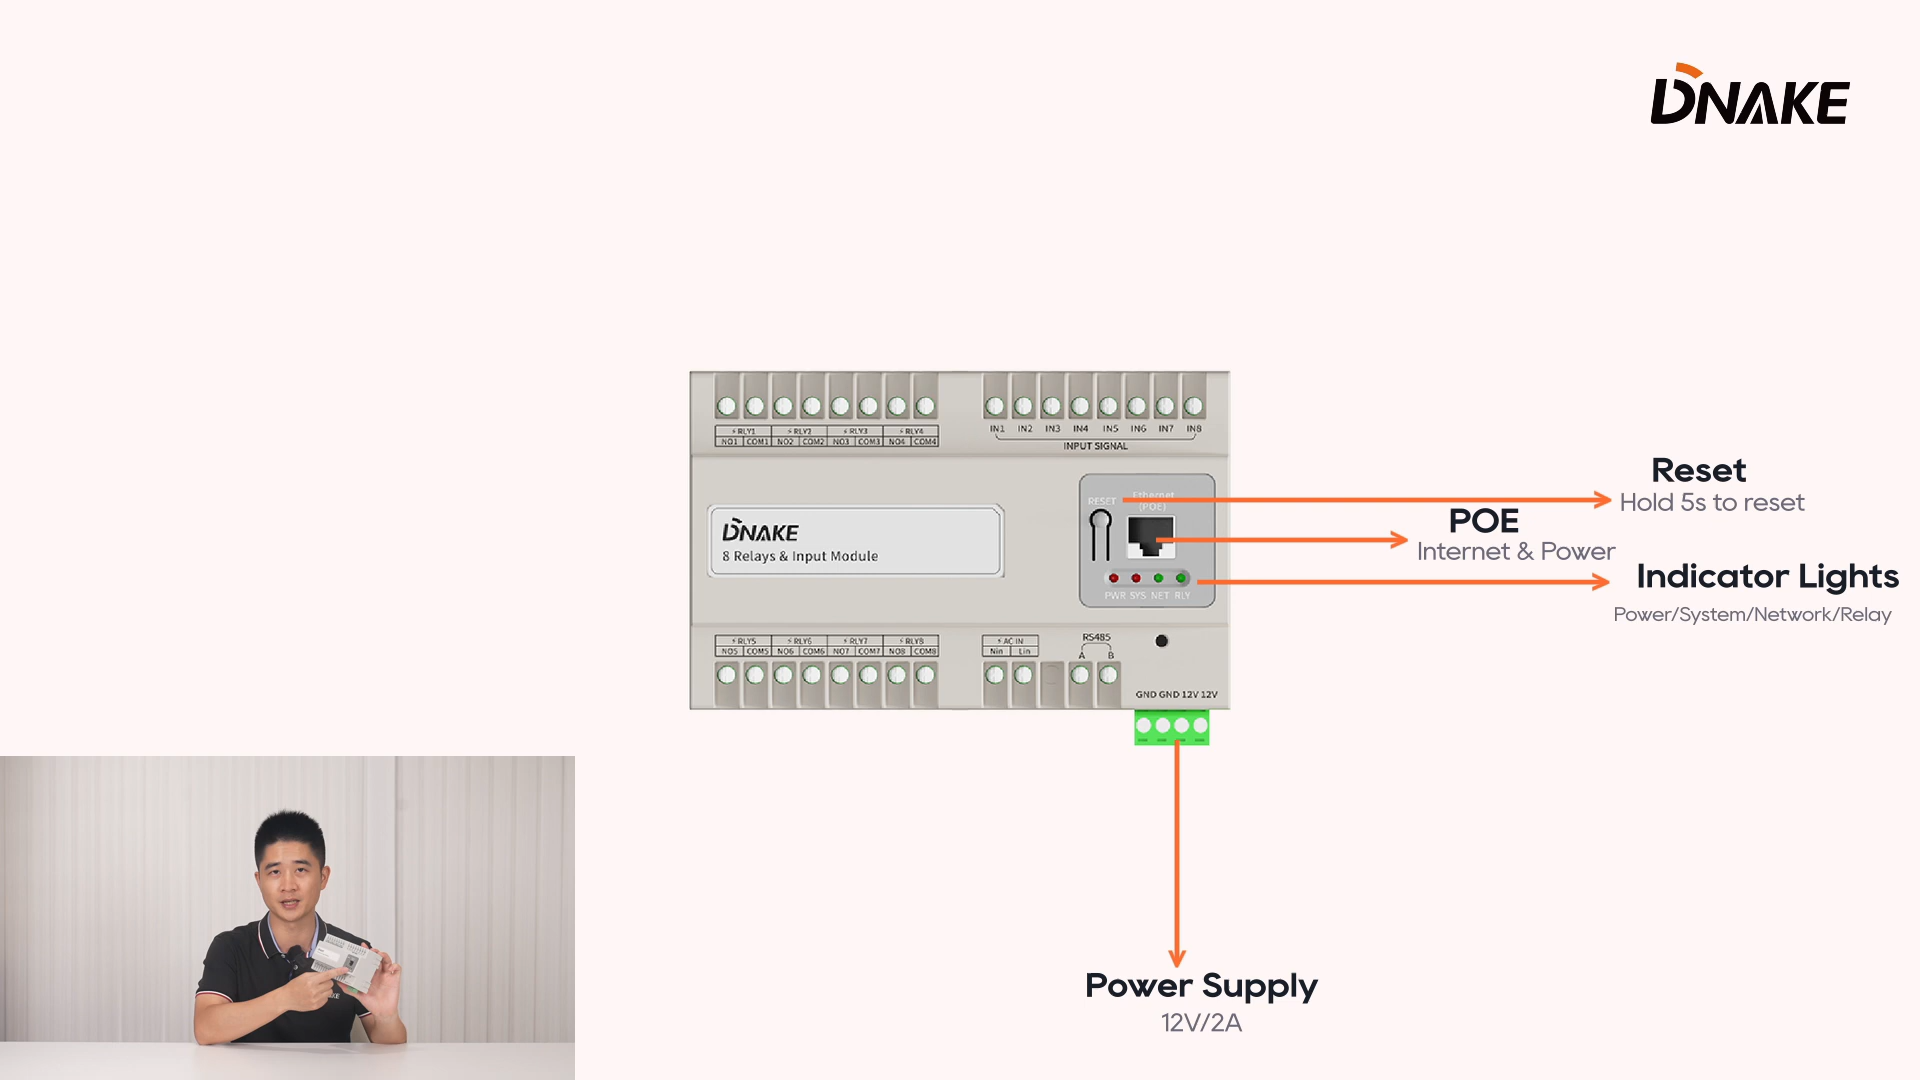 DNAKE
RLY1 RLY2 RLY3 RLY4
NO1 COM1 NO2 COM2 NO3 COM3 NO4 COM4
IN1 IN2 IN3 IN4 IN5 IN6 IN7 IN8
INPUT SIGNAL
DNAKE
8 Relays & Input Module
RESET
Ethernet
(POE)
PWR SYS NET RLY
Reset
Hold 5s to reset
POE
Internet & Power
Indicator Lights
Power/System/Network/Relay
RLY5 RLY6 RLY7 RLY8
NO5 COM5 NO6 COM6 NO7 COM7 NO8 COM8
AC IN
Nin Lin
RS485
A B
GND GND 12V 12V
Power Supply
12V/2A